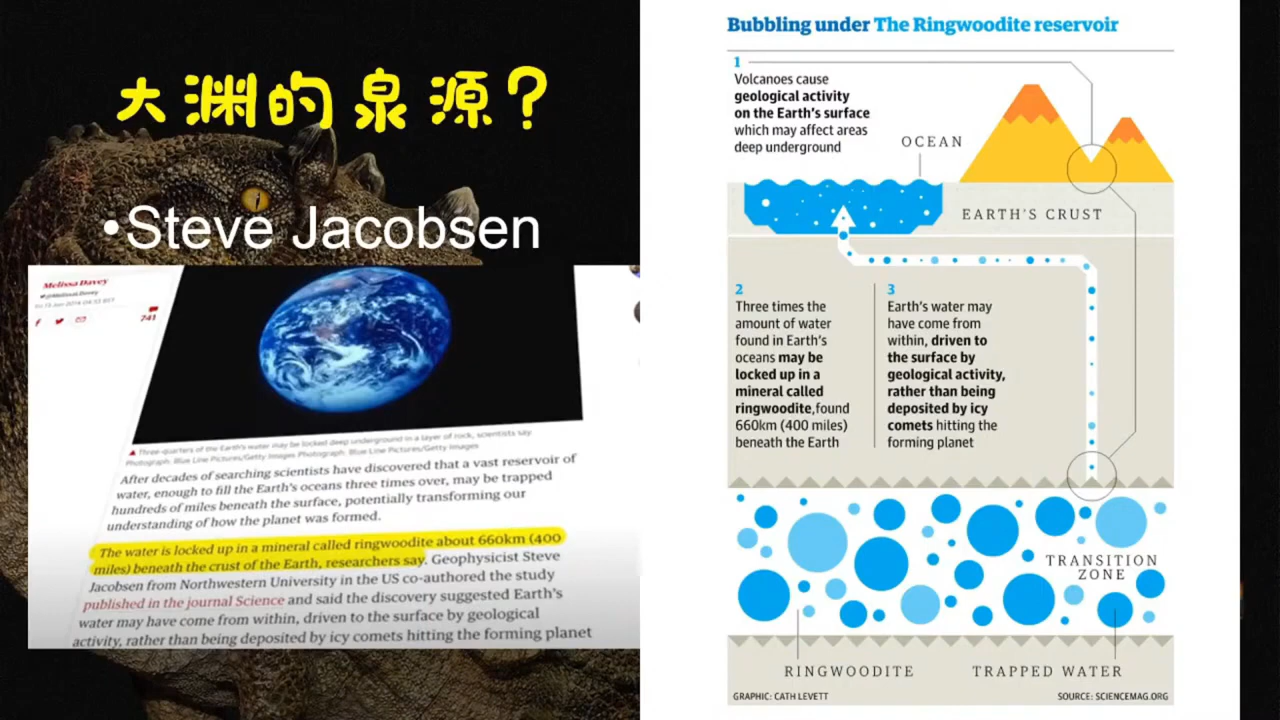 大渊的泉源?
•Steve Jacobsen
Melissa Davey
@MelissaLDavey
741
▲ Three-quarters of the Earth's water may be locked deep underground in a layer of rock, scientists say
Photograph: Blue Line Pictures/Getty Images Photograph: Blue Line Pictures/Getty Images
After decades of searching scientists have discovered that a vast reservoir of
water, enough to fill the Earth's oceans three times over, may be trapped
hundreds of miles beneath the surface, potentially transforming our
understanding of how the planet was formed.
The water is locked up in a mineral called ringwoodite about 660km (400
miles) beneath the crust of the Earth, researchers say. Geophysicist Steve
Jacobsen from Northwestern University in the US co-authored the study
published in the journal Science and said the discovery suggested Earth's
water may have come from within, driven to the surface by geological
activity, rather than being deposited by icy comets hitting the forming planet
Bubbling under The Ringwoodite reservoir
1
Volcanoes cause
geological activity
on the Earth's surface
which may affect areas
deep underground
OCEAN
EARTH'S CRUST
2
Three times the
amount of water
found in Earth's
oceans may be
locked up in a
mineral called
ringwoodite,found
660km (400 miles)
beneath the Earth
3
Earth's water may
have come from
within, driven to
the surface by
geological activity,
rather than being
deposited by icy
comets hitting the
forming planet
TRANSITION
ZONE
RINGWOODITE
TRAPPED WATER
GRAPHIC: CATH LEVETT
SOURCE: SCIENCEMAG.ORG